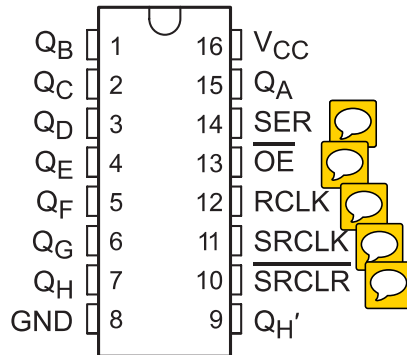 QB 1 16 VCC
QC 2 15 QA
QD 3 14 SER
QE 4 13 OE
QF 5 12 RCLK
QG 6 11 SRCLK
QH 7 10 SRCLR
GND 8 9 QH′